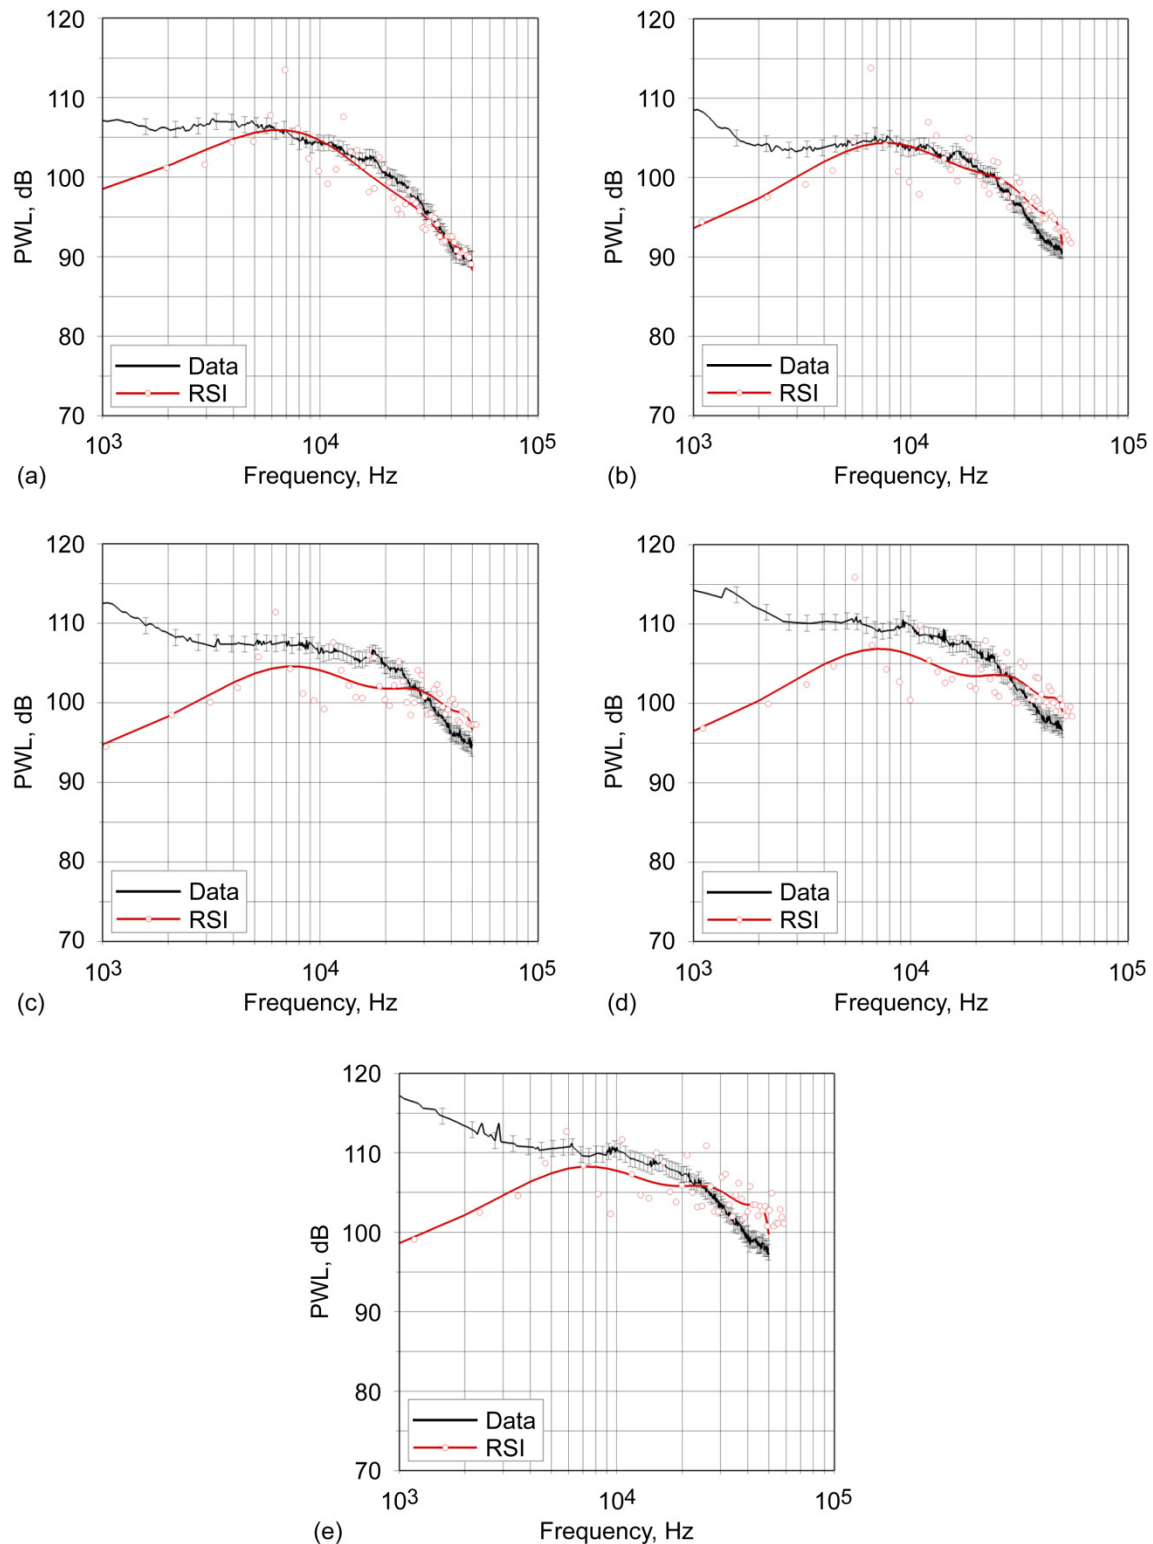 120 120
110 110
100 100
PWL, dB PWL, dB
90 90
80 80
Data Data
RSI RSI
70 70
10³ 10⁴ 10⁵ 10³ 10⁴ 10⁵
(a) Frequency, Hz (b) Frequency, Hz
120 120
110 110
100 100
PWL, dB PWL, dB
90 90
80 80
Data Data
RSI RSI
70 70
10³ 10⁴ 10⁵ 10³ 10⁴ 10⁵
(c) Frequency, Hz (d) Frequency, Hz
120
110
100
PWL, dB
90
80
Data
RSI
70
10³ 10⁴ 10⁵
(e) Frequency, Hz